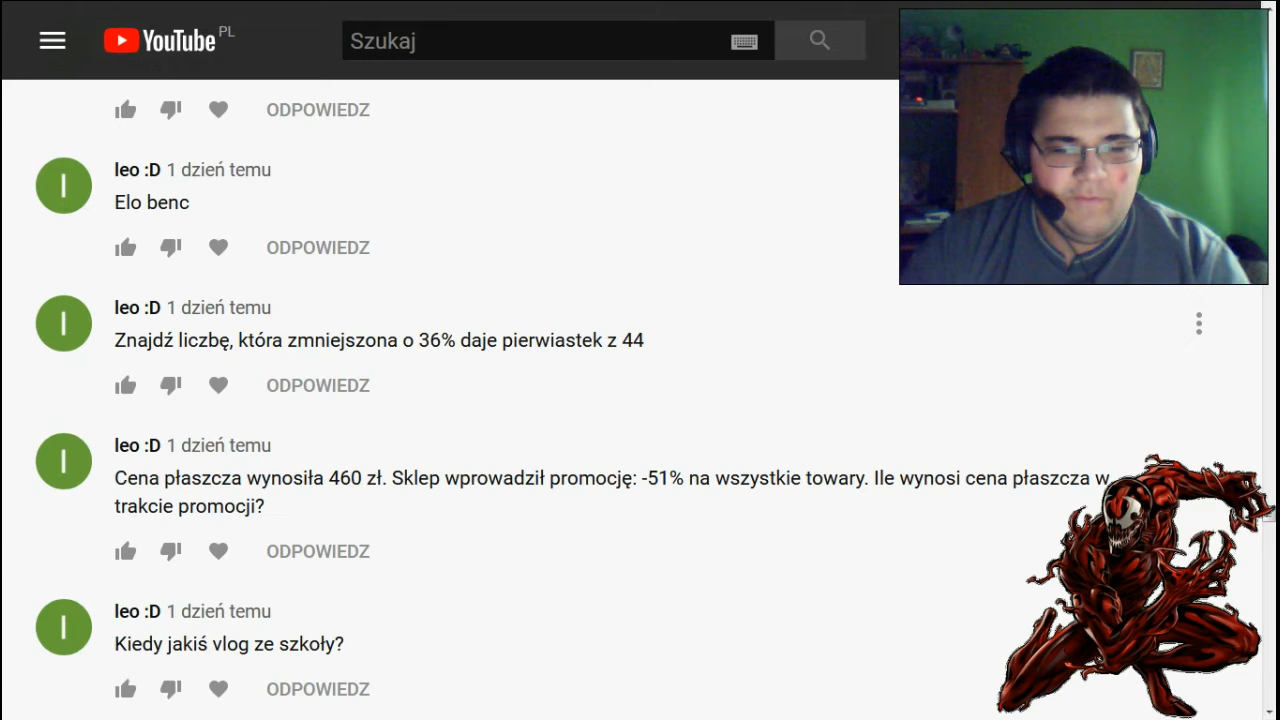 YouTube PL
Szukaj
ODPOWIEDZ
l
leo :D 1 dzień temu
Elo benc
ODPOWIEDZ
l
leo :D 1 dzień temu
Znajdź liczbę, która zmniejszona o 36% daje pierwiastek z 44
ODPOWIEDZ
l
leo :D 1 dzień temu
Cena płaszcza wynosiła 460 zł. Sklep wprowadził promocję: -51% na wszystkie towary. Ile wynosi cena płaszcza w
trakcie promocji?
ODPOWIEDZ
l
leo :D 1 dzień temu
Kiedy jakiś vlog ze szkoły?
ODPOWIEDZ